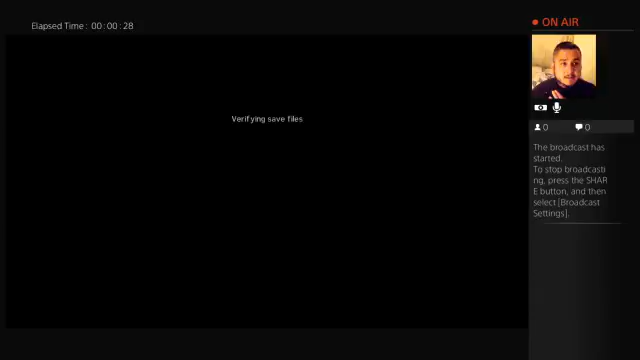 Elapsed Time : 00:00:28
ON AIR
Verifying save files
0
0
The broadcast has
started.
To stop broadcasti
ng, press the SHAR
E button, and then
select [Broadcast
Settings].